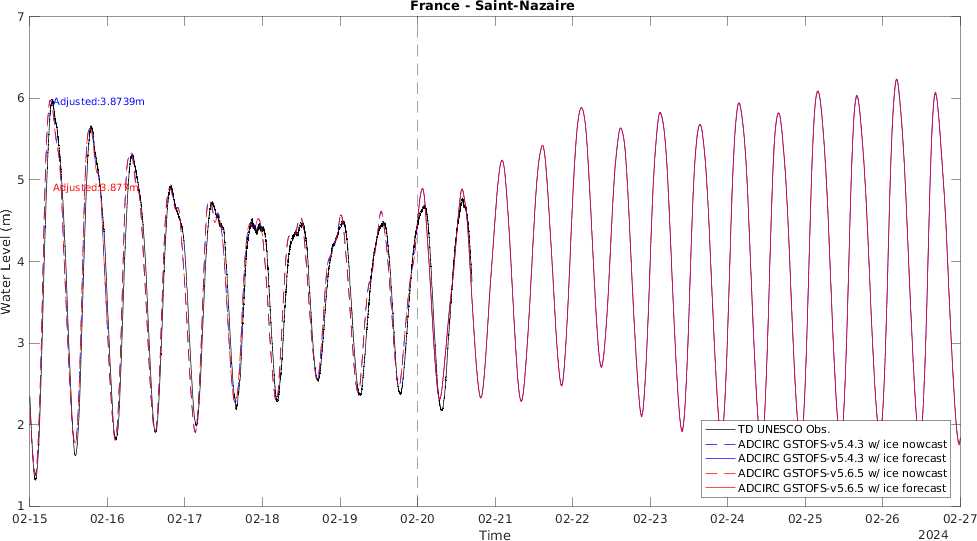 France - Saint-Nazaire
7
6
5
4
3
2
1
Water Level (m)
Adjusted:3.8739m
Adjusted:3.877m
TD UNESCO Obs.
ADCIRC GSTOFS-v5.4.3 w/ ice nowcast
ADCIRC GSTOFS-v5.4.3 w/ ice forecast
ADCIRC GSTOFS-v5.6.5 w/ ice nowcast
ADCIRC GSTOFS-v5.6.5 w/ ice forecast
02-15 02-16 02-17 02-18 02-19 02-20 02-21 02-22 02-23 02-24 02-25 02-26 02-27
Time
2024